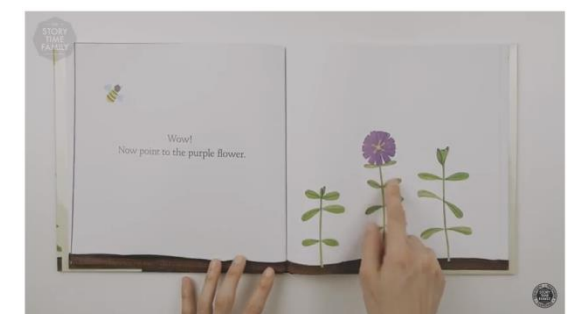 STORY
TIME
FAMILY
Wow!
Now point to the purple flower.